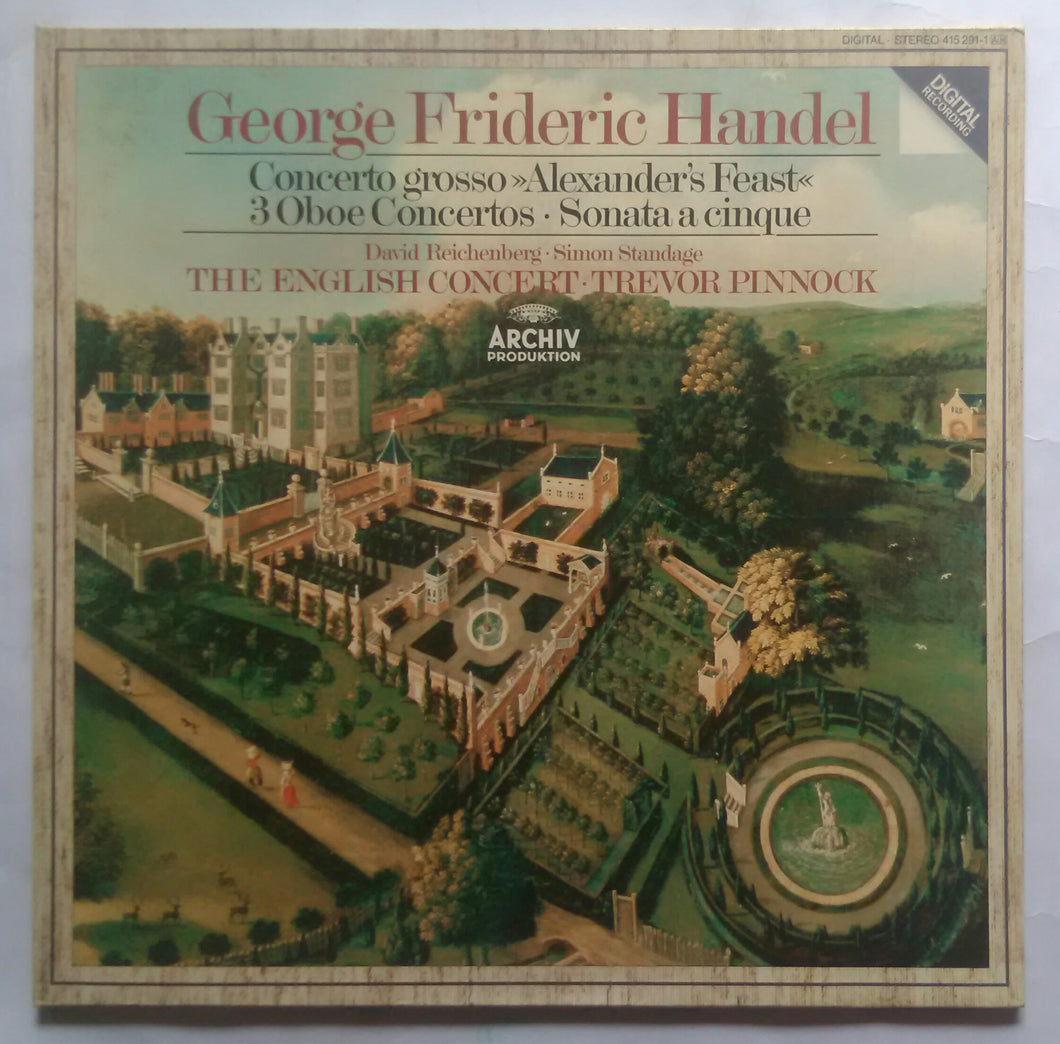 DIGITAL · STEREO 415 291-1 AH
DIGITAL
RECORDING
George Frideric Handel
Concerto grosso »Alexander's Feast«
3 Oboe Concertos · Sonata a cinque
David Reichenberg · Simon Standage
THE ENGLISH CONCERT · TREVOR PINNOCK
ARCHIV
PRODUKTION